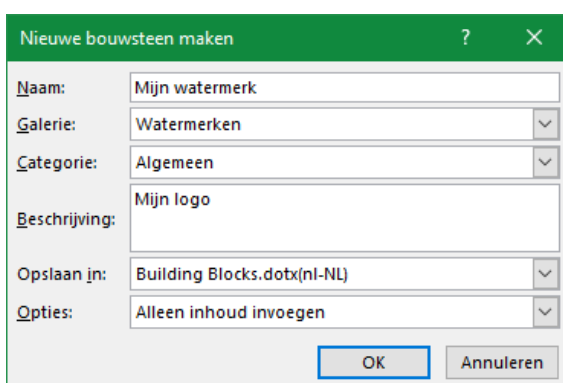 Nieuwe bouwsteen maken ? ×
Naam: Mijn watermerk
Galerie: Watermerken
Categorie: Algemeen
Beschrijving: Mijn logo
Opslaan in: Building Blocks.dotx(nl-NL)
Opties: Alleen inhoud invoegen
OK Annuleren